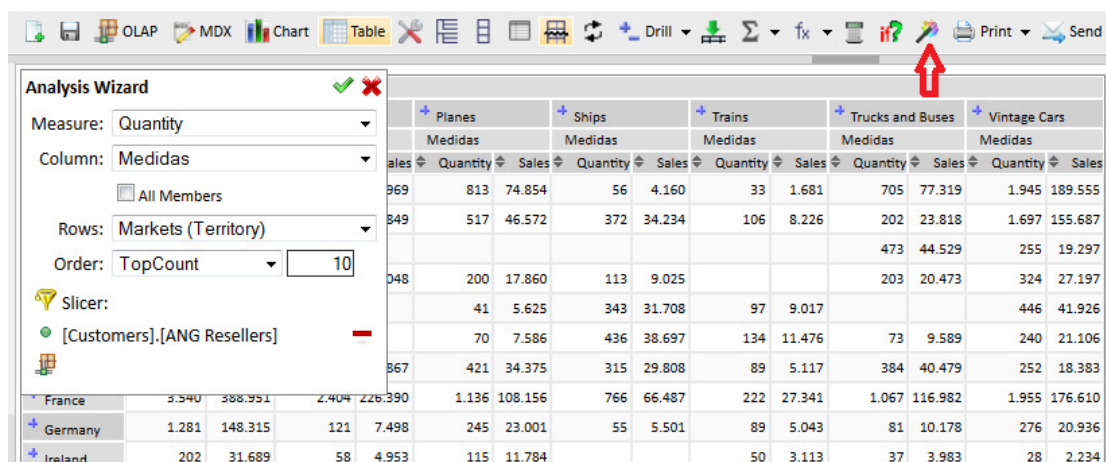 OLAP MDX Chart Table Drill Σ fx if? Print Send
Analysis Wizard
Measure: Quantity
Column: Medidas
All Members
Rows: Markets (Territory)
Order: TopCount 10
Slicer:
[Customers].[ANG Resellers]
Planes Ships Trains Trucks and Buses Vintage Cars
Medidas Medidas Medidas Medidas Medidas
ales Quantity Sales Quantity Sales Quantity Sales Quantity Sales Quantity Sales
969 813 74.854 56 4.160 33 1.681 705 77.319 1.945 189.555
849 517 46.572 372 34.234 106 8.226 202 23.818 1.697 155.687
473 44.529 255 19.297
048 200 17.860 113 9.025 203 20.473 324 27.197
41 5.625 343 31.708 97 9.017 446 41.926
70 7.586 436 38.697 134 11.476 73 9.589 240 21.106
867 421 34.375 315 29.808 89 5.117 384 40.479 252 18.383
France 3.540 388.951 2.404 226.390 1.136 108.156 766 66.487 222 27.341 1.067 116.982 1.955 176.610
Germany 1.281 148.315 121 7.498 245 23.001 55 5.501 89 5.043 81 10.178 276 20.936
Ireland 202 31.689 58 4.953 115 11.784 50 3.113 37 3.983 28 2.234